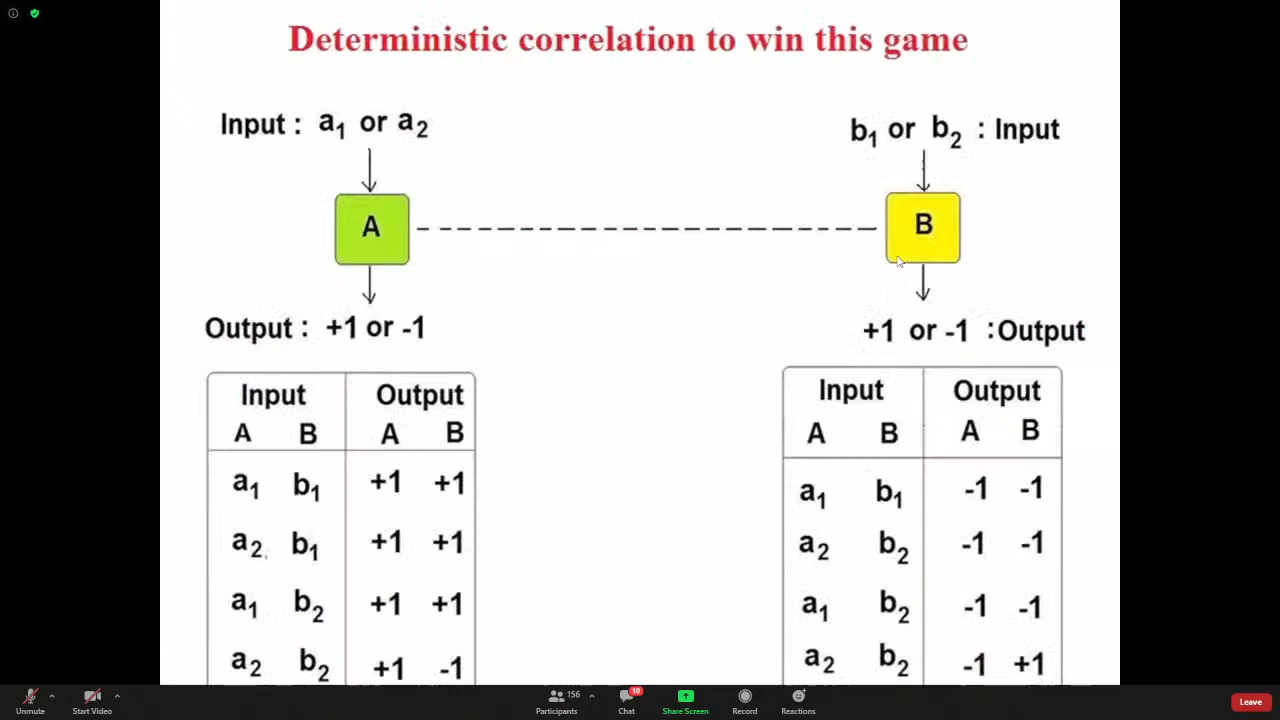 Deterministic correlation to win this game
Input : a1 or a2
b1 or b2 : Input
A
B
Output : +1 or -1
+1 or -1 :Output
Input Output
A B A B
a1 b1 +1 +1
a2, b1 +1 +1
a1 b2 +1 +1
a2 b2 +1 -1
Input Output
A B A B
a1 b1 -1 -1
a2 b2 -1 -1
a1 b2 -1 -1
a2 b2 -1 +1
156
10
Unmute Start Video Participants Chat Share Screen Record Reactions Leave